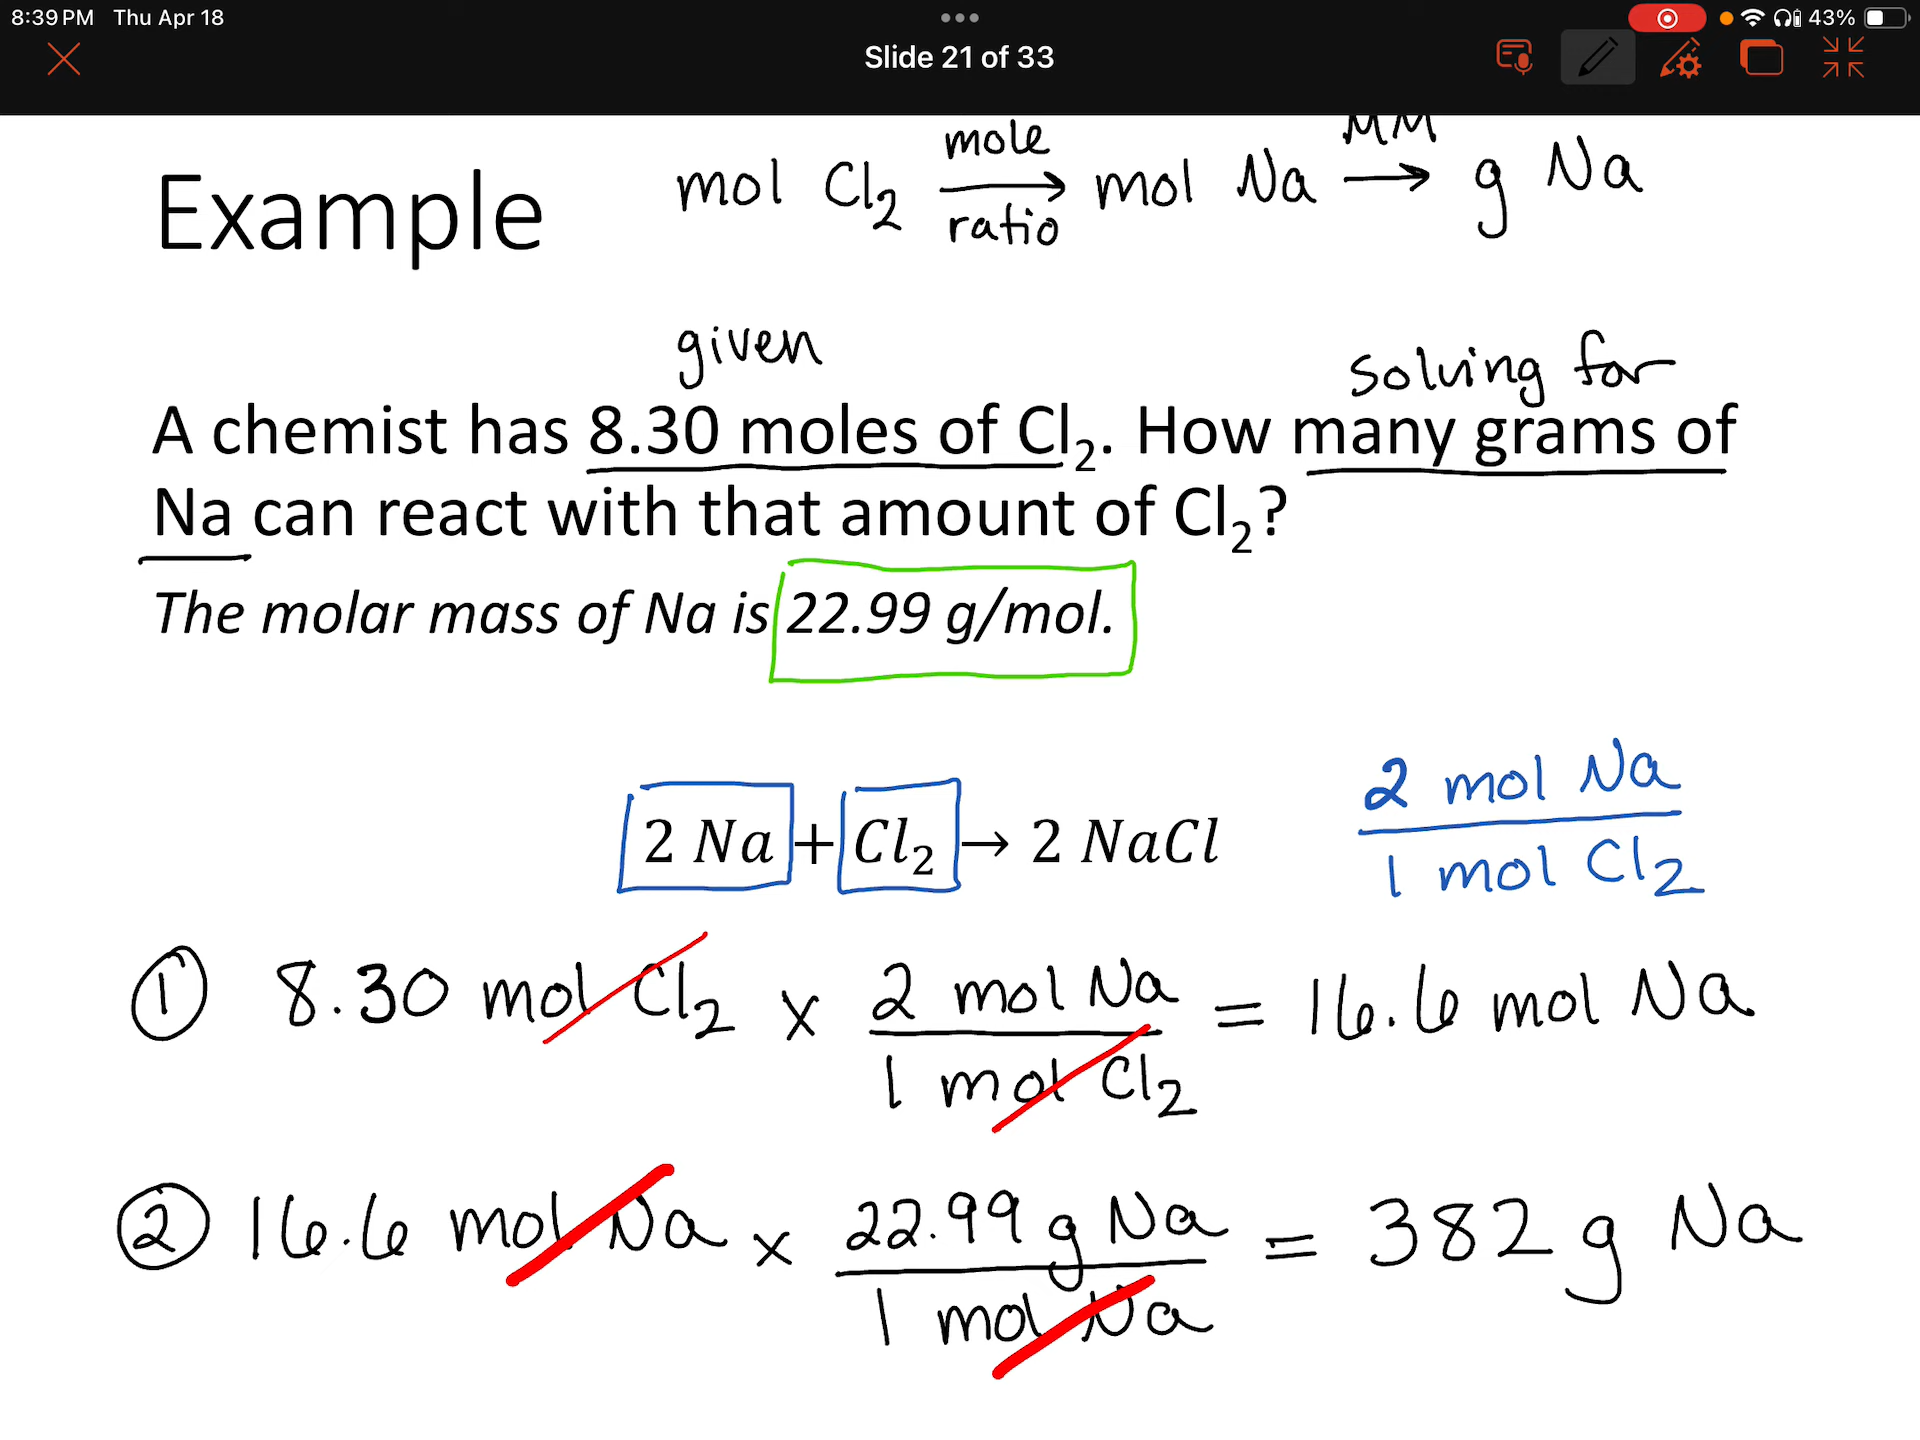 8:39 PM Thu Apr 18
43%
Slide 21 of 33
Example
mol Cl₂ mole ratio → mol Na MM → g Na
given
solving for
A chemist has 8.30 moles of Cl₂. How many grams of
Na can react with that amount of Cl₂?
The molar mass of Na is 22.99 g/mol.
2 Na + Cl₂ → 2 NaCl
2 mol Na
1 mol Cl₂
① 8.30 mol Cl₂ x 2 mol Na = 16.6 mol Na
1 mol Cl₂
② 16.6 mol Na x 22.99 g Na = 382 g Na
1 mol Na